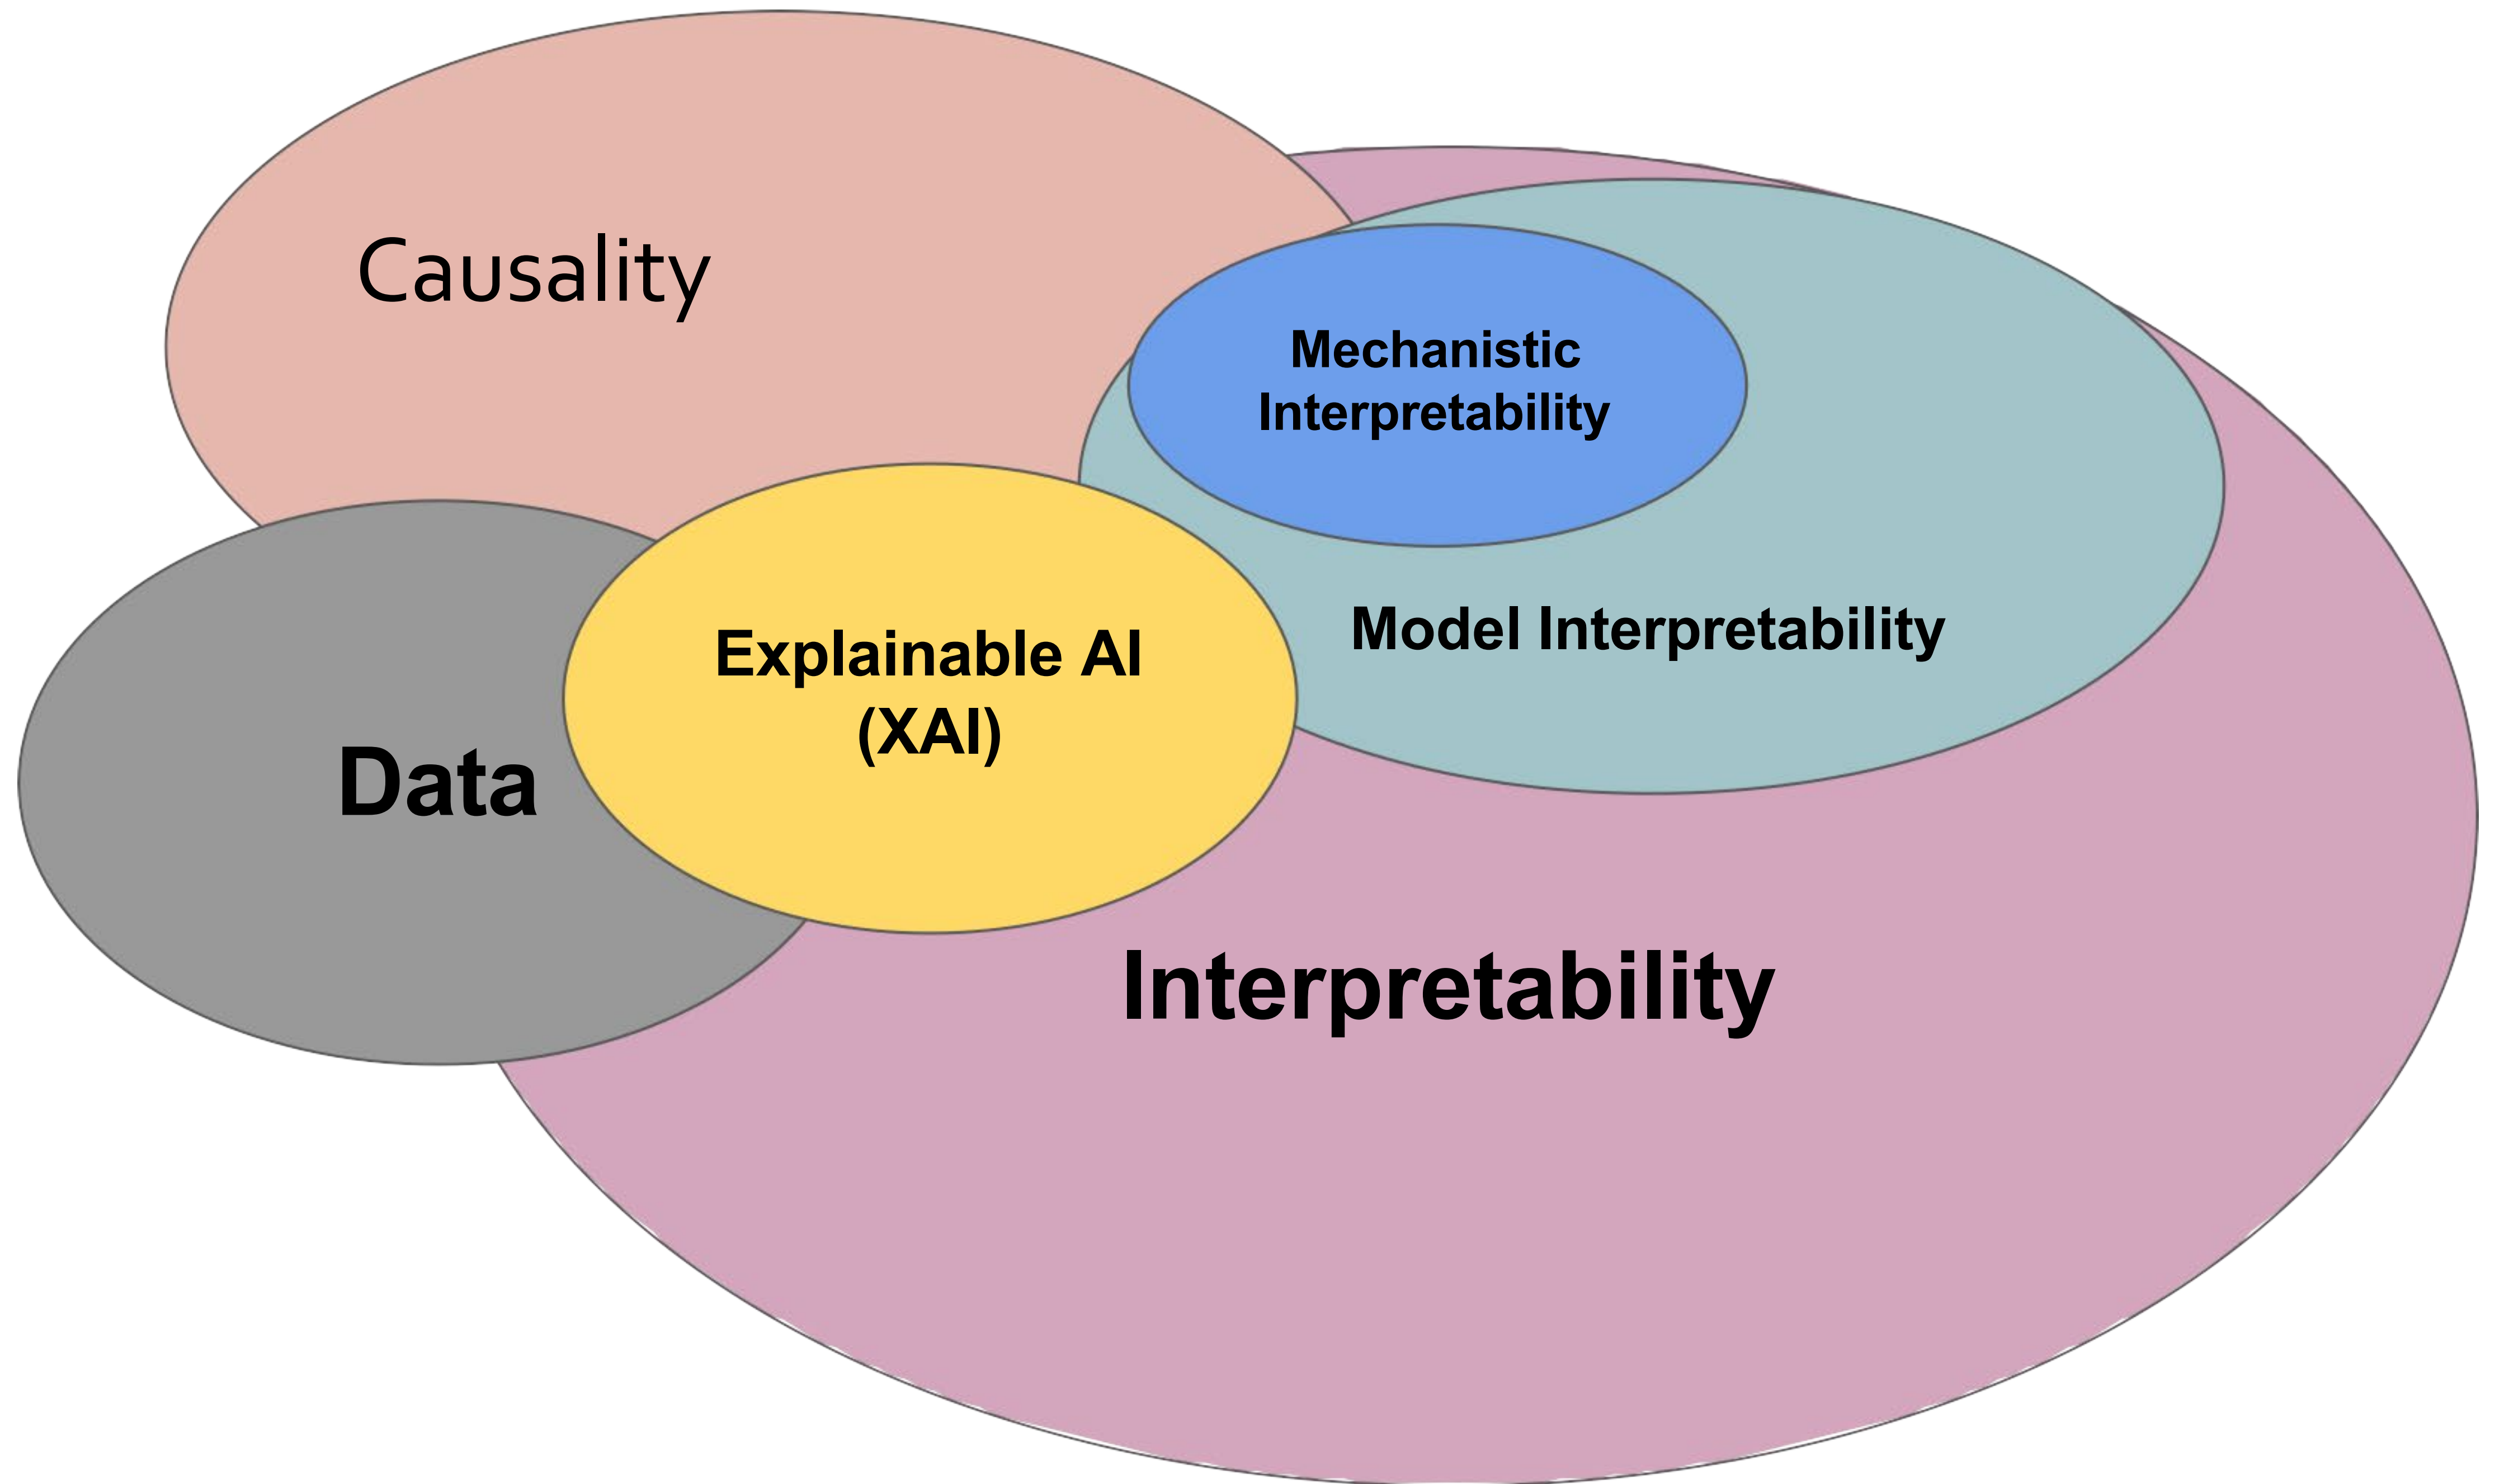 Causality
Mechanistic
Interpretability
Explainable AI
(XAI)
Model Interpretability
Data
Interpretability